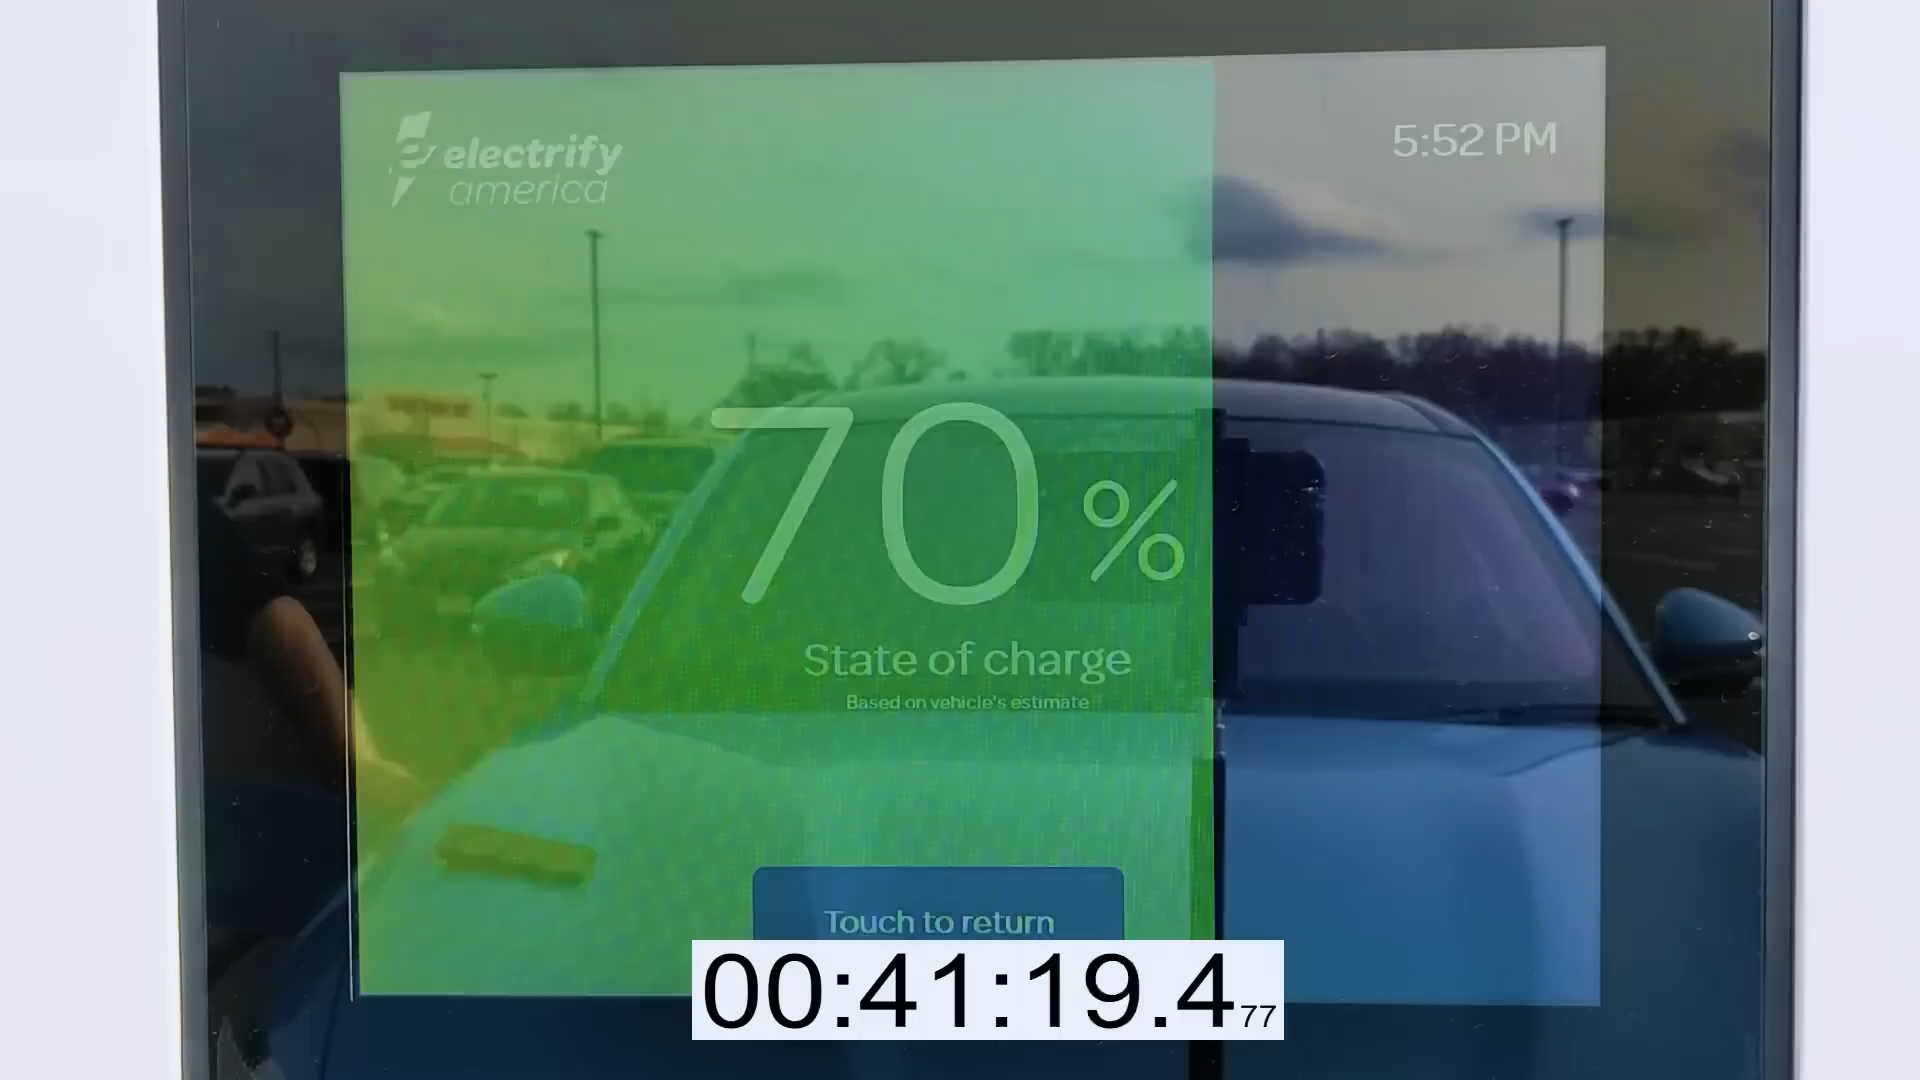 electrify
america
5:52 PM
70%
State of charge
Based on vehicle's estimate
Touch to return
00:41:19.477